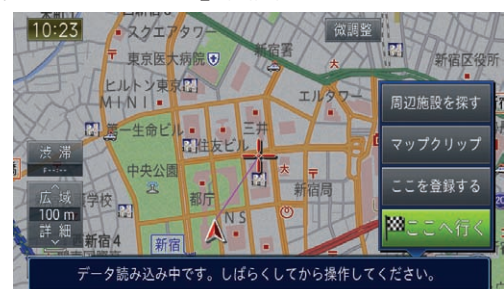 10:23
スクエアタワー
新宿署
微調整
新宿区役所
東京医大病院
大
ヒルトン東京
MINI
エルタワー
周辺施設を探す
第一生命ビル
三井
マップクリップ
渋滞
住友ビル
中央公園
大
ここを登録する
広域
学校
都庁
新宿局
100m
NS
ここへ行く
詳細
新宿4
新宿
データ読み込み中です。しばらくしてから操作してください。